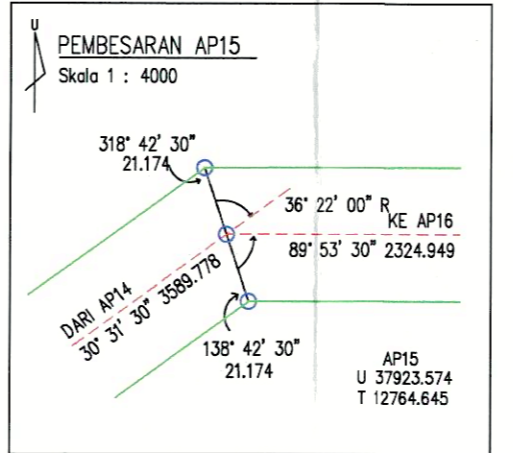 U
PEMBESARAN AP15
Skala 1 : 4000
318° 42' 30"
21.174
36° 22' 00" R
KE AP16
89° 53' 30" 2324.949
DARI AP14
30° 31' 30" 3589.778
138° 42' 30"
21.174
AP15
U 37923.574
T 12764.645